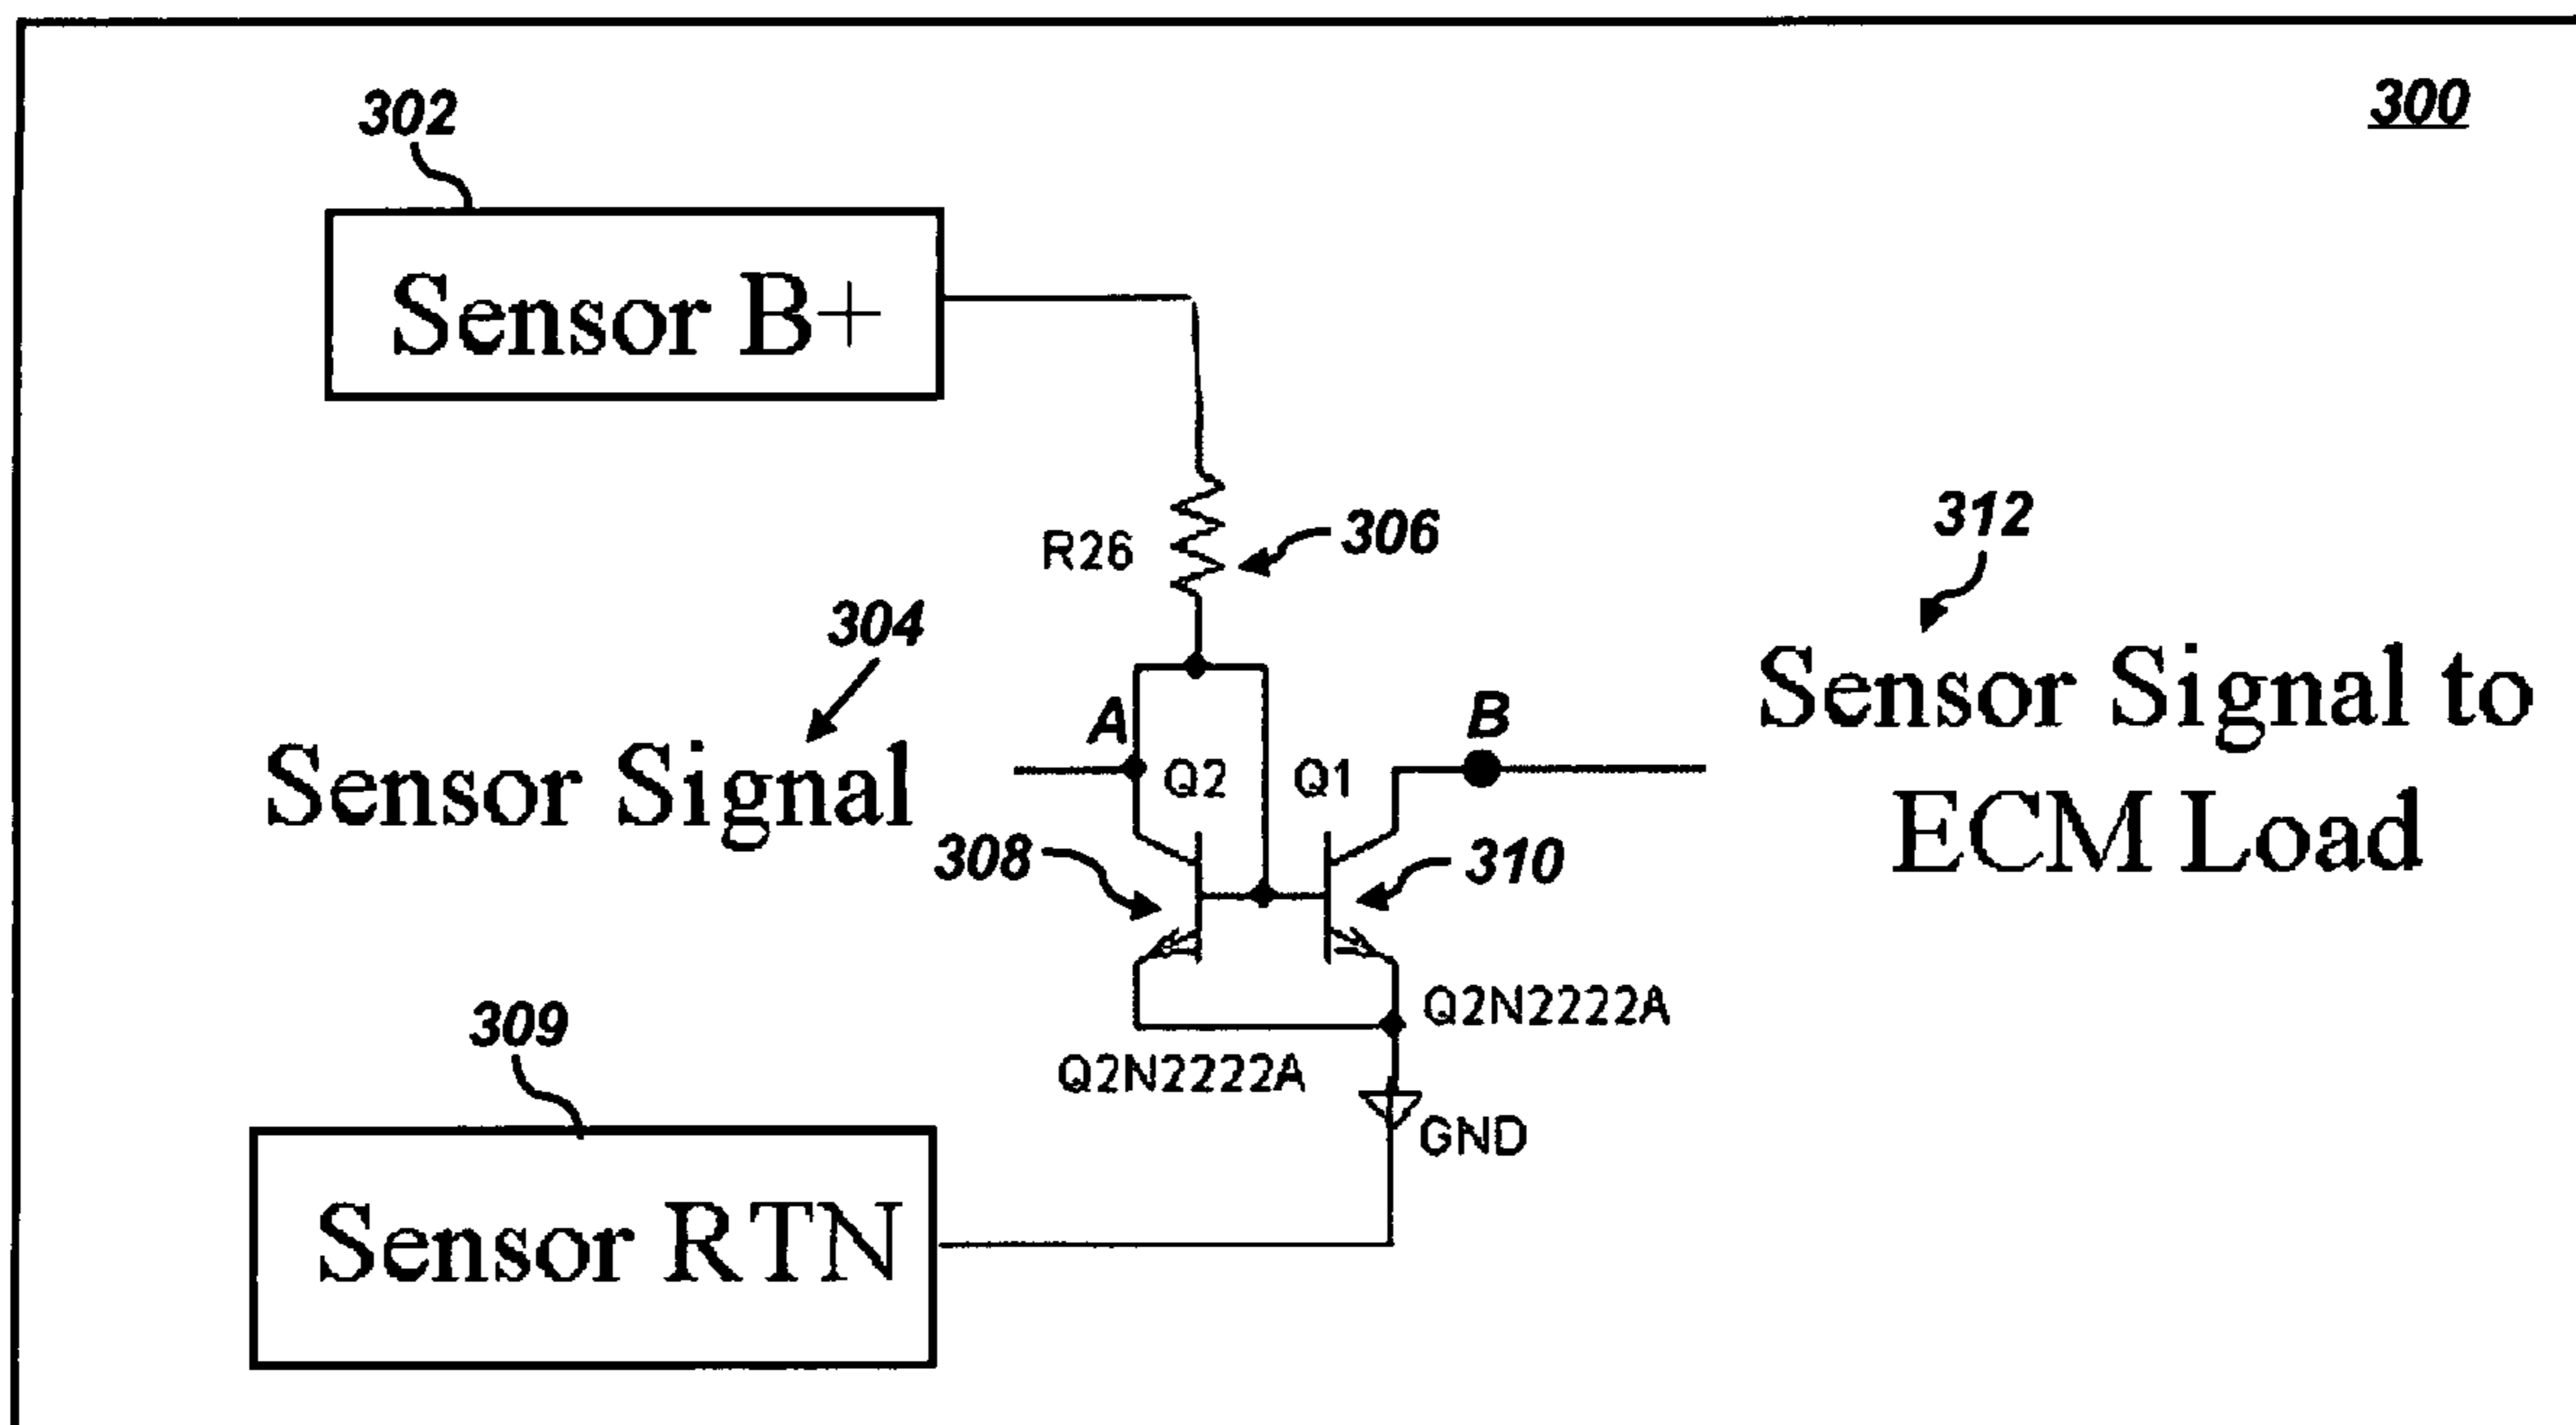 300
302
Sensor B+
R26
306
312
304
Sensor Signal to
ECM Load
A
B
Sensor Signal
Q2
Q1
308
310
Q2N2222A
Q2N2222A
309
GND
Sensor RTN